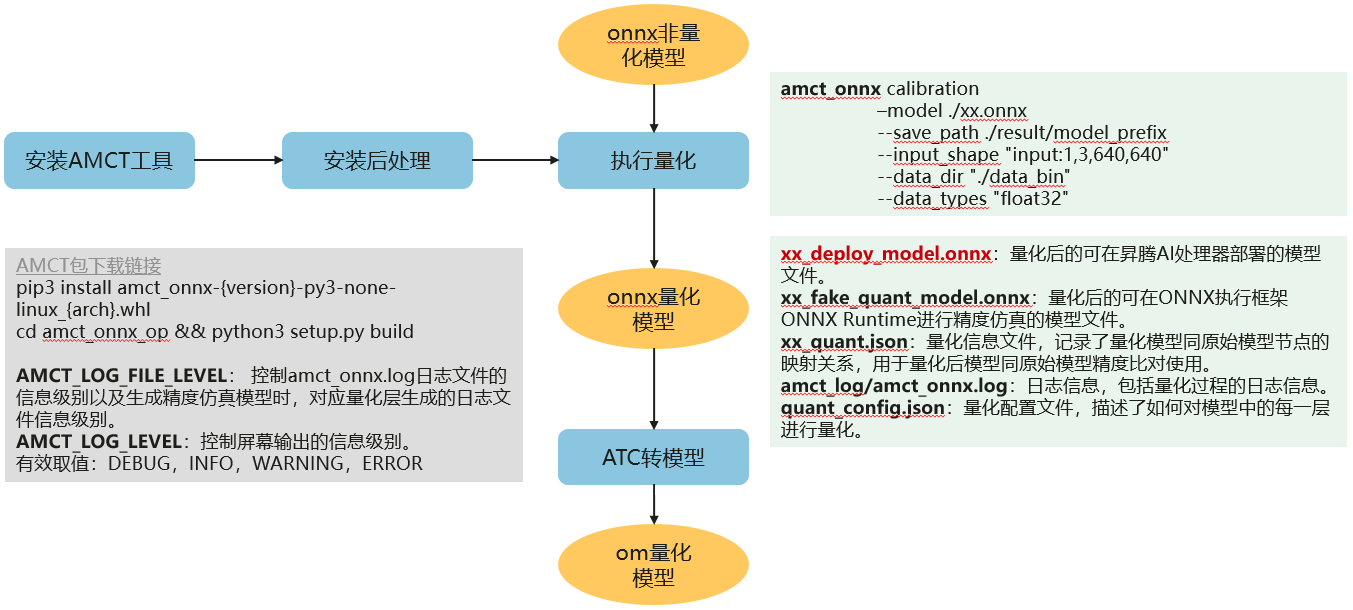 onnx非量
化模型
安装AMCT工具
安装后处理
执行量化
amct_onnx calibration
–model ./xx.onnx
--save_path ./result/model_prefix
--input_shape "input:1,3,640,640"
--data_dir "./data_bin"
--data_types "float32"
AMCT包下载链接
pip3 install amct_onnx-{version}-py3-none-
linux_{arch}.whl
cd amct_onnx_op && python3 setup.py build
AMCT_LOG_FILE_LEVEL： 控制amct_onnx.log日志文件的
信息级别以及生成精度仿真模型时，对应量化层生成的日志文
件信息级别。
AMCT_LOG_LEVEL：控制屏幕输出的信息级别。
有效取值：DEBUG，INFO，WARNING，ERROR
onnx量化
模型
xx_deploy_model.onnx：量化后的可在昇腾AI处理器部署的模型
文件。
xx_fake_quant_model.onnx：量化后的可在ONNX执行框架
ONNX Runtime进行精度仿真的模型文件。
xx_quant.json：量化信息文件，记录了量化模型同原始模型节点的
映射关系，用于量化后模型同原始模型精度比对使用。
amct_log/amct_onnx.log：日志信息，包括量化过程的日志信息。
quant_config.json：量化配置文件，描述了如何对模型中的每一层
进行量化。
ATC转模型
om量化
模型